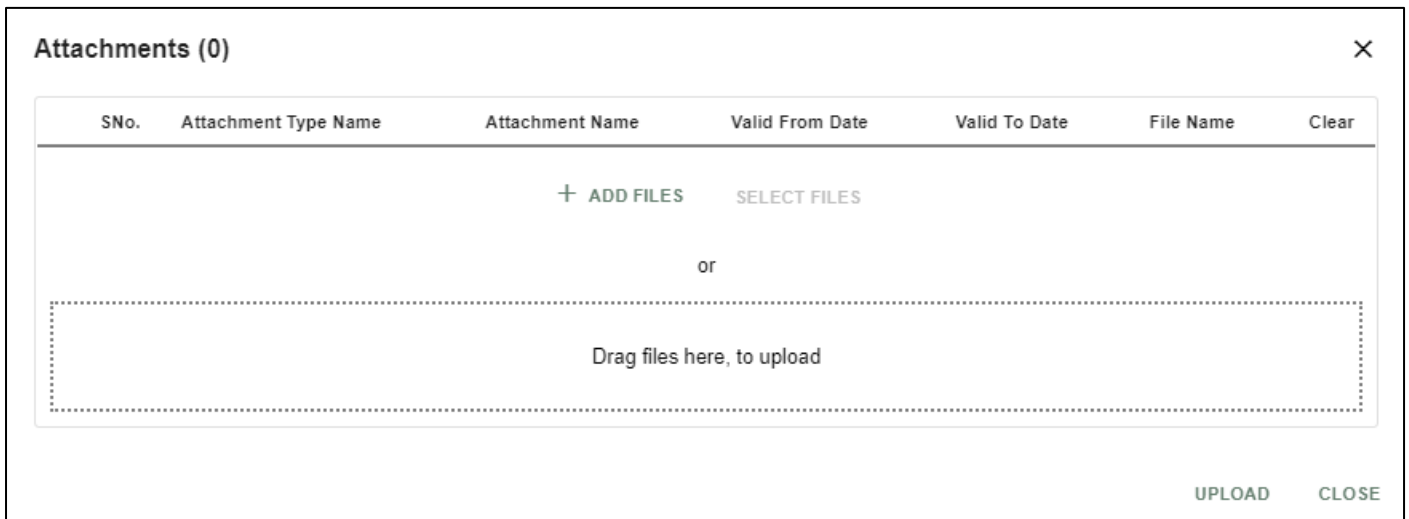 Attachments (0)
SNo. Attachment Type Name Attachment Name Valid From Date Valid To Date File Name Clear
+ ADD FILES SELECT FILES
or
Drag files here, to upload
UPLOAD CLOSE